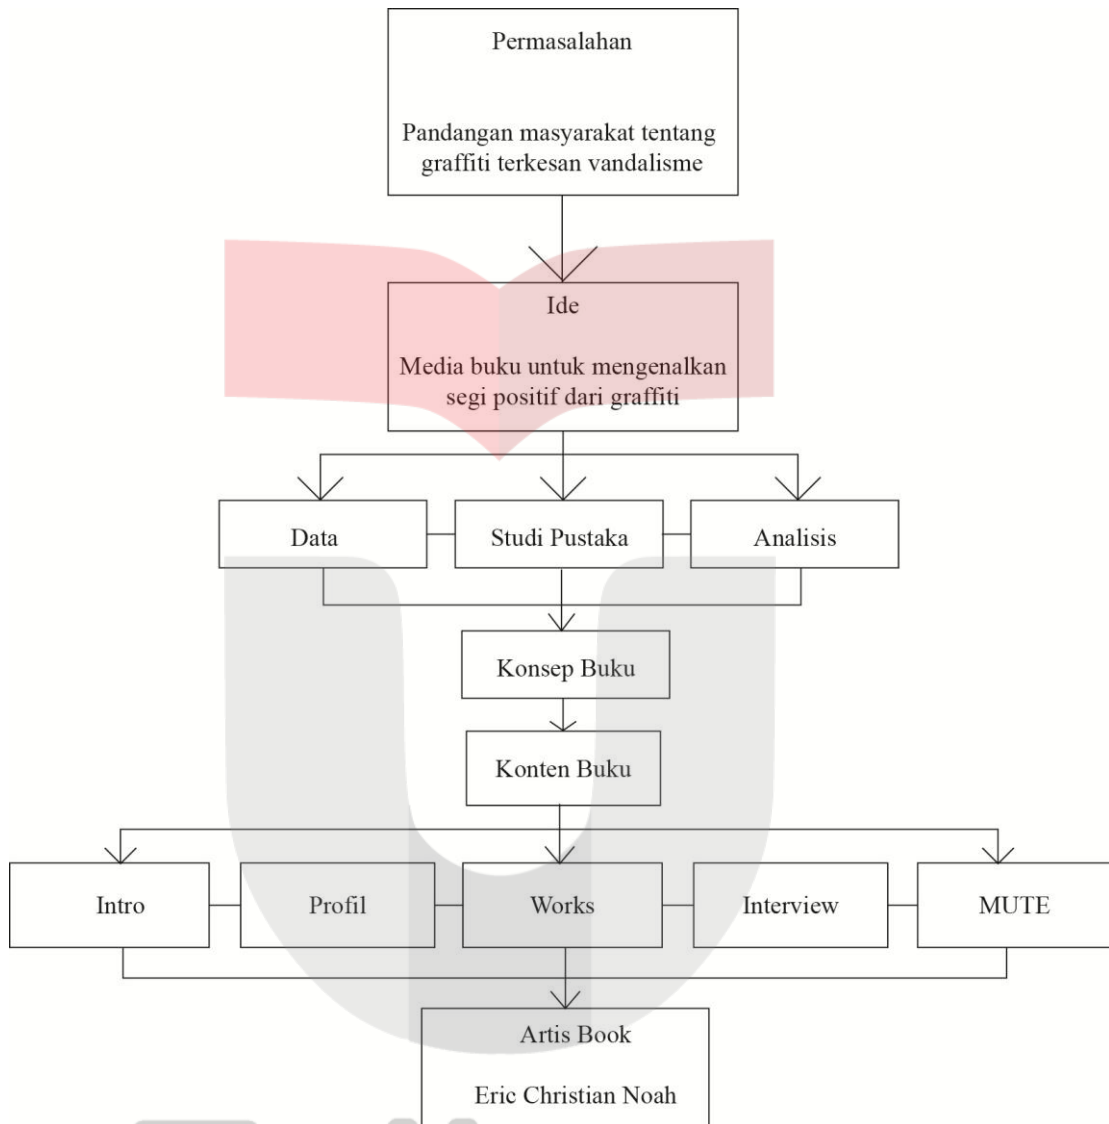 Permasalahan
Pandangan masyarakat tentang
graffiti terkesan vandalisme
Ide
Media buku untuk mengenalkan
segi positif dari graffiti
Data
Studi Pustaka
Analisis
Konsep Buku
Konten Buku
Intro
Profil
Works
Interview
MUTE
Artis Book
Eric Christian Noah